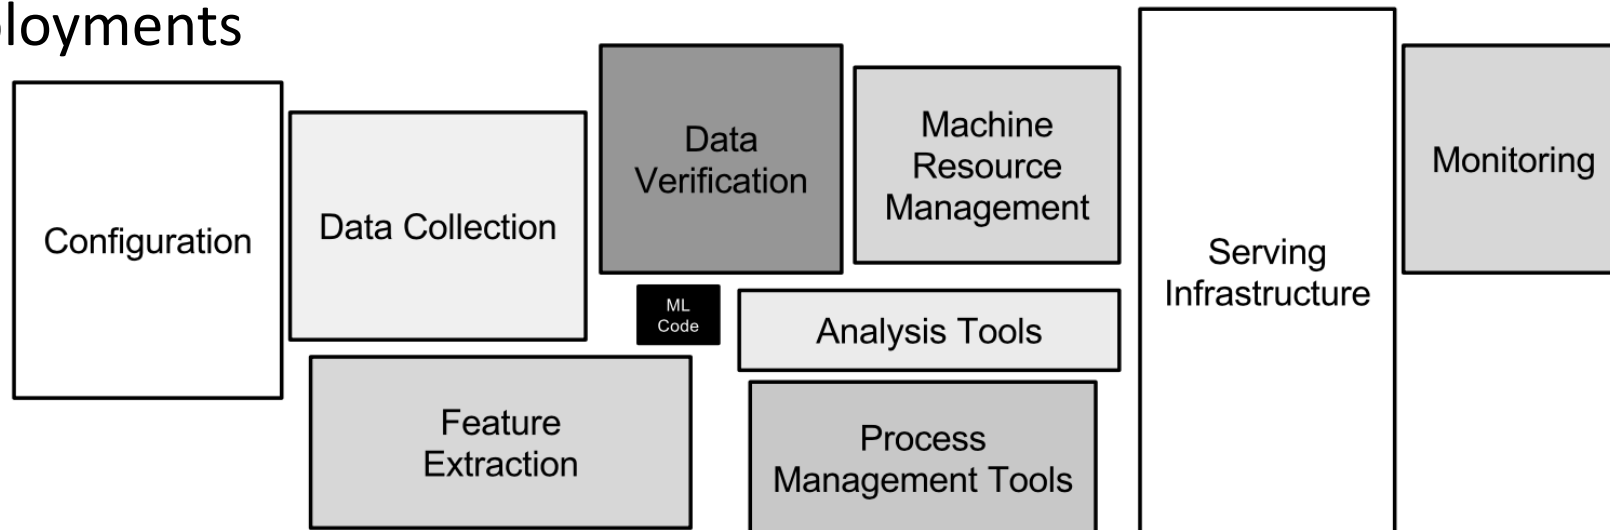 loyments
Configuration
Data Collection
Data
Verification
Machine
Resource
Management
Monitoring
Serving
Infrastructure
ML
Code
Analysis Tools
Feature
Extraction
Process
Management Tools